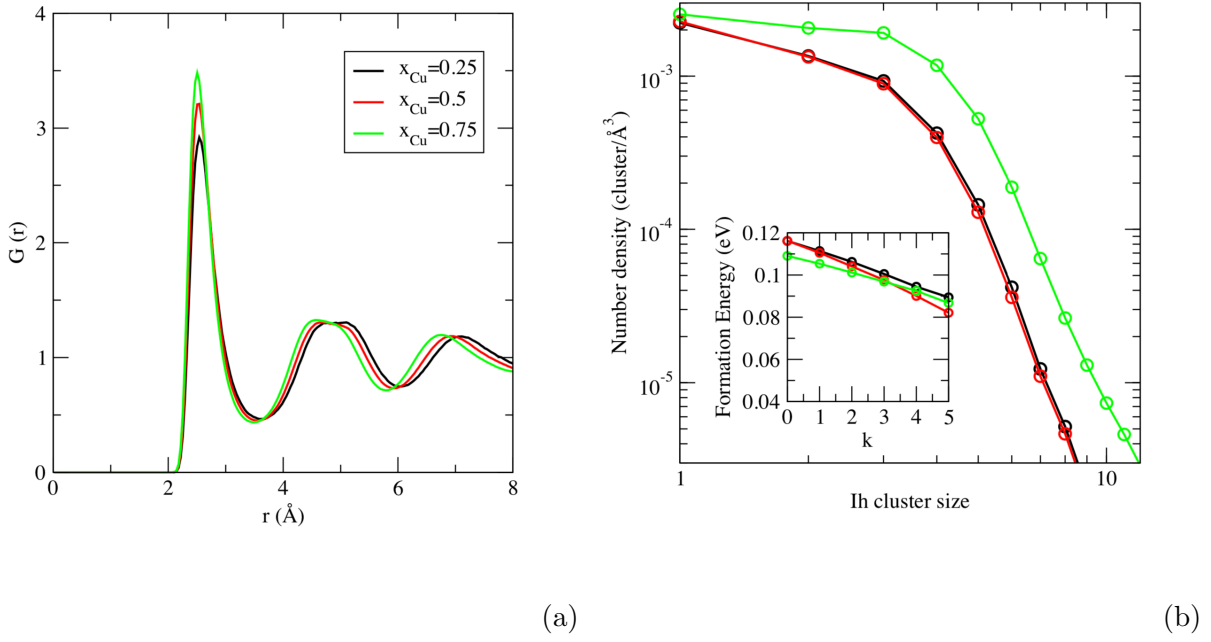 4
3
2
1
0
G (r)
0
2
4
6
8
r (Å)
x_Cu=0.25
x_Cu=0.5
x_Cu=0.75
(a)
10^-3
10^-4
10^-5
Number density (cluster/Å^3)
1
10
Ih cluster size
0.12
0.1
0.08
0.06
0.04
Formation Energy (eV)
0
1
2
3
4
5
k
(b)